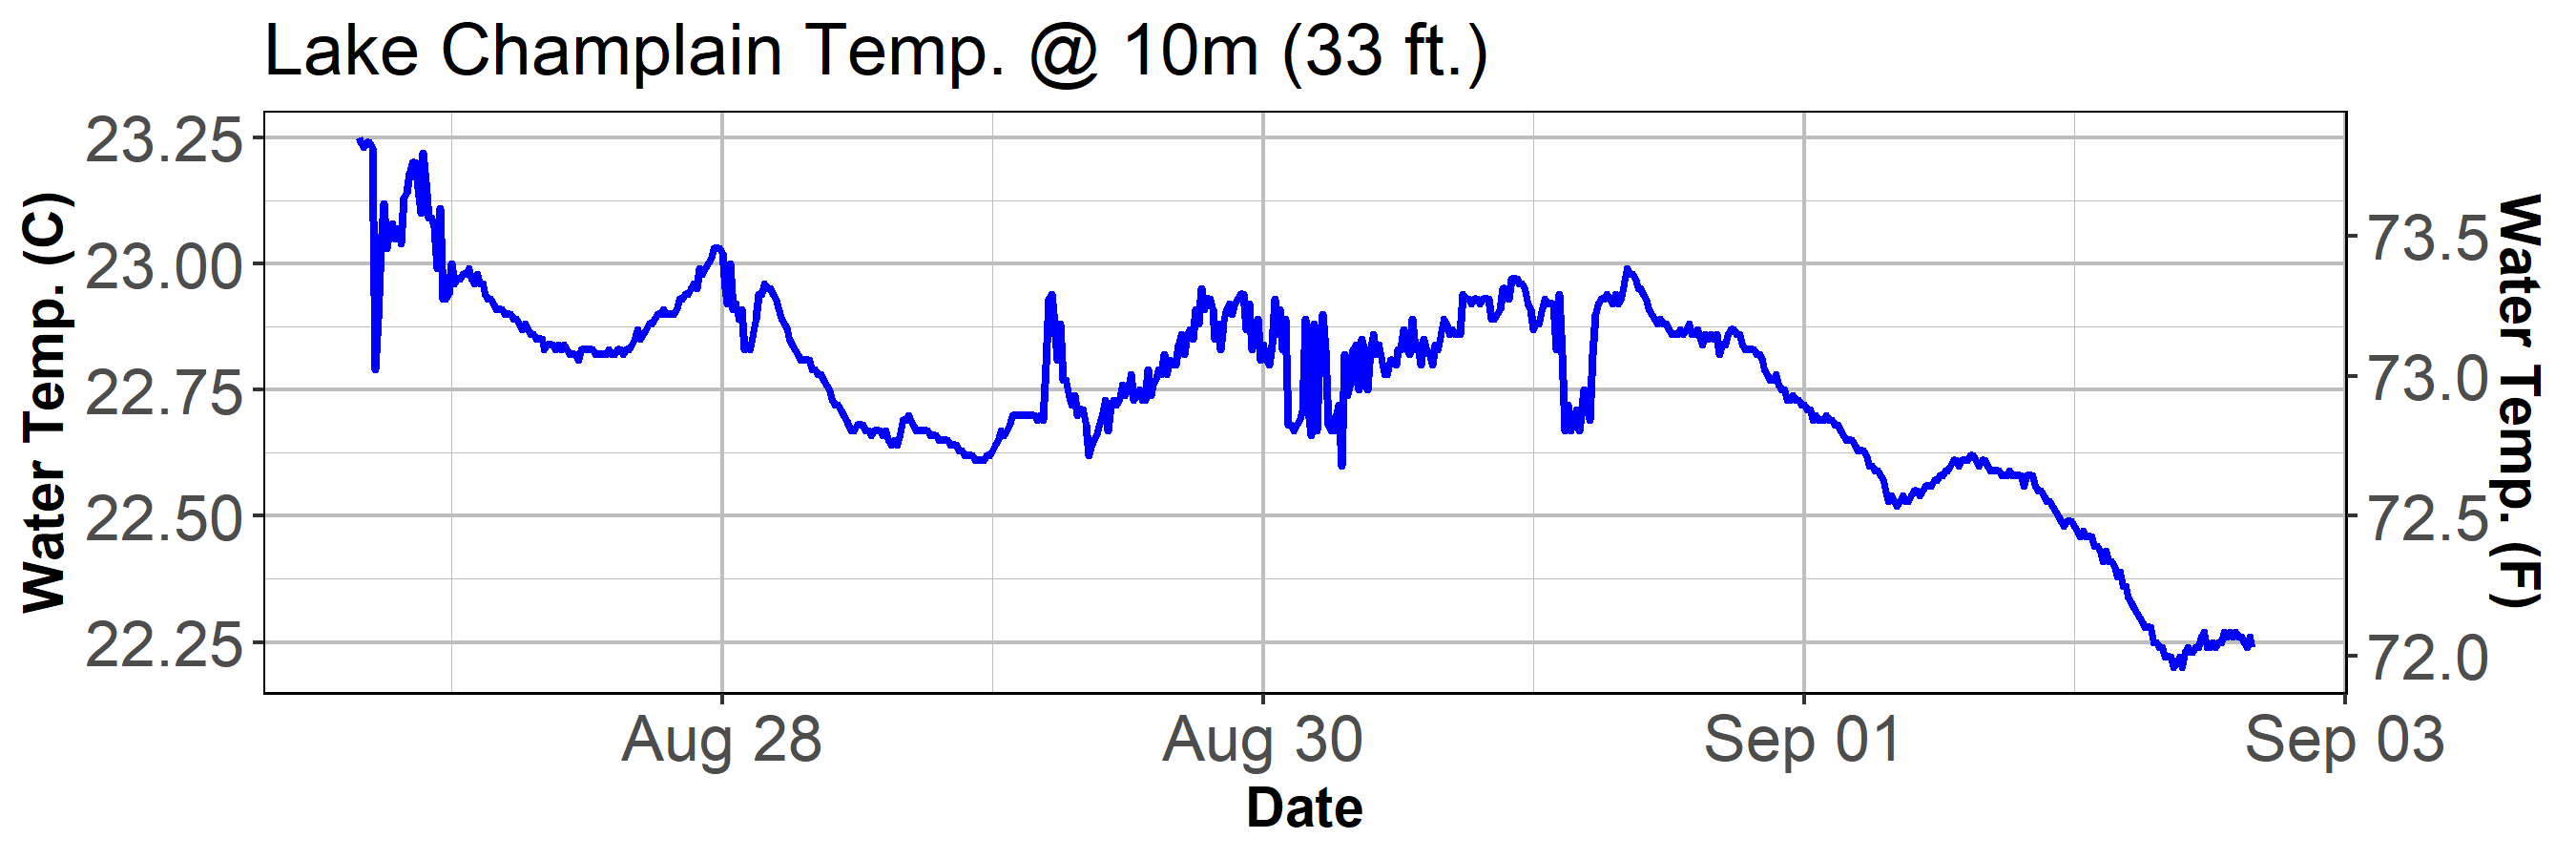 Lake Champlain Temp. @ 10m (33 ft.)
Water Temp. (C)
23.25
23.00
22.75
22.50
22.25
73.5
73.0
72.5
72.0
Water Temp. (F)
Aug 28
Aug 30
Sep 01
Sep 03
Date